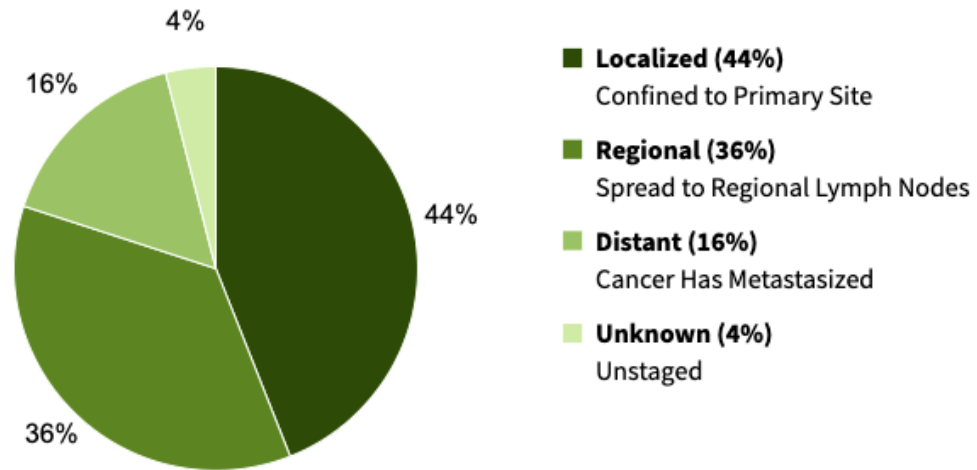 4%
16%
44%
36%
Localized (44%)
Confined to Primary Site
Regional (36%)
Spread to Regional Lymph Nodes
Distant (16%)
Cancer Has Metastasized
Unknown (4%)
Unstaged